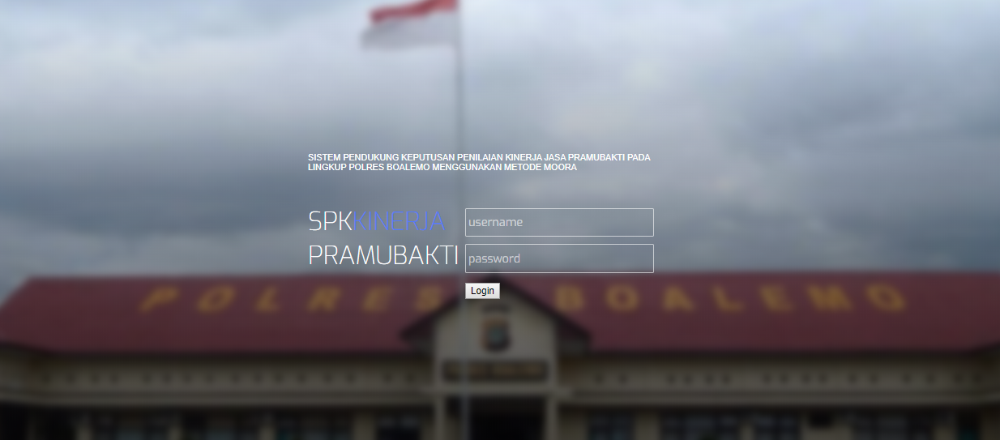 SISTEM PENDUKUNG KEPUTUSAN PENILAIAN KINERJA JASA PRAMUBAKTI PADA
LINGKUP POLRES BOALEMO MENGGUNAKAN METODE MOORA
SPKKINERJA
PRAMUBAKTI
username
password
Login
POLRES BOALEMO